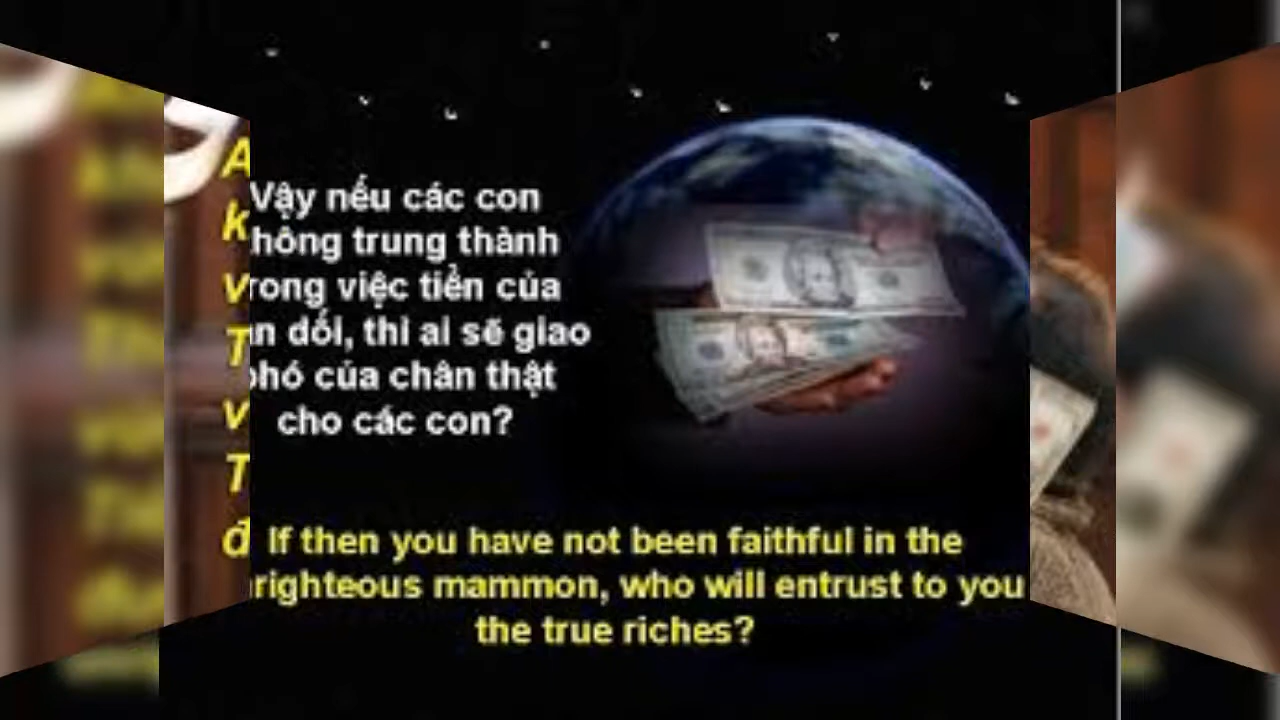 Vậy nếu các con
hông trung thành
rong việc tiền của
n dối, thì ai sẽ giao
phó của chân thật
cho các con?
If then you have not been faithful in the
righteous mammon, who will entrust to you
the true riches?
A
k
v
T
v
T
đ